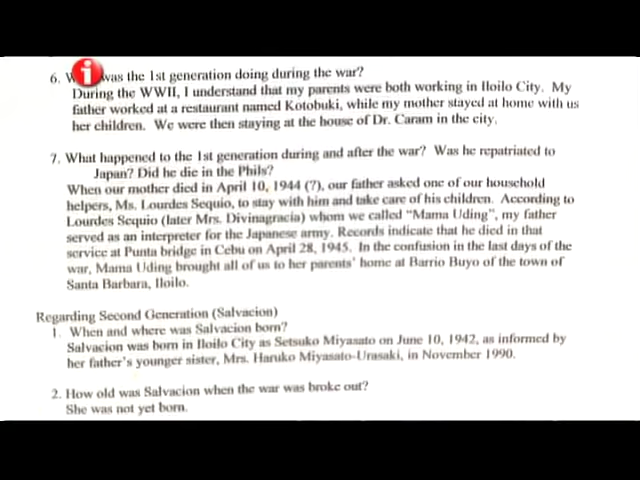 6. W was the 1st generation doing during the war?
During the WWII, I understand that my parents were both working in Iloilo City. My
father worked at a restaurant named Kotobuki, while my mother stayed at home with us
her children. We were then staying at the house of Dr. Caram in the city.
7. What happened to the 1st generation during and after the war? Was he repatriated to
Japan? Did he die in the Phils?
When our mother died in April 10, 1944 (?), our father asked one of our household
helpers, Ms. Lourdes Sequio, to stay with him and take care of his children. According to
Lourdes Sequio (later Mrs. Divinagracia) whom we called "Mama Uding", my father
served as an interpreter for the Japanese army. Records indicate that he died in that
service at Punta bridge in Cebu on April 28, 1945. In the confusion in the last days of the
war, Mama Uding brought all of us to her parents' home at Barrio Buyo of the town of
Santa Barbara, Iloilo.
Regarding Second Generation (Salvacion)
1. When and where was Salvacion born?
Salvacion was born in Iloilo City as Setsuko Miyasato on June 10, 1942, as informed by
her father's younger sister, Mrs. Haruko Miyasato-Urasaki, in November 1990.
2. How old was Salvacion when the war was broke out?
She was not yet born.